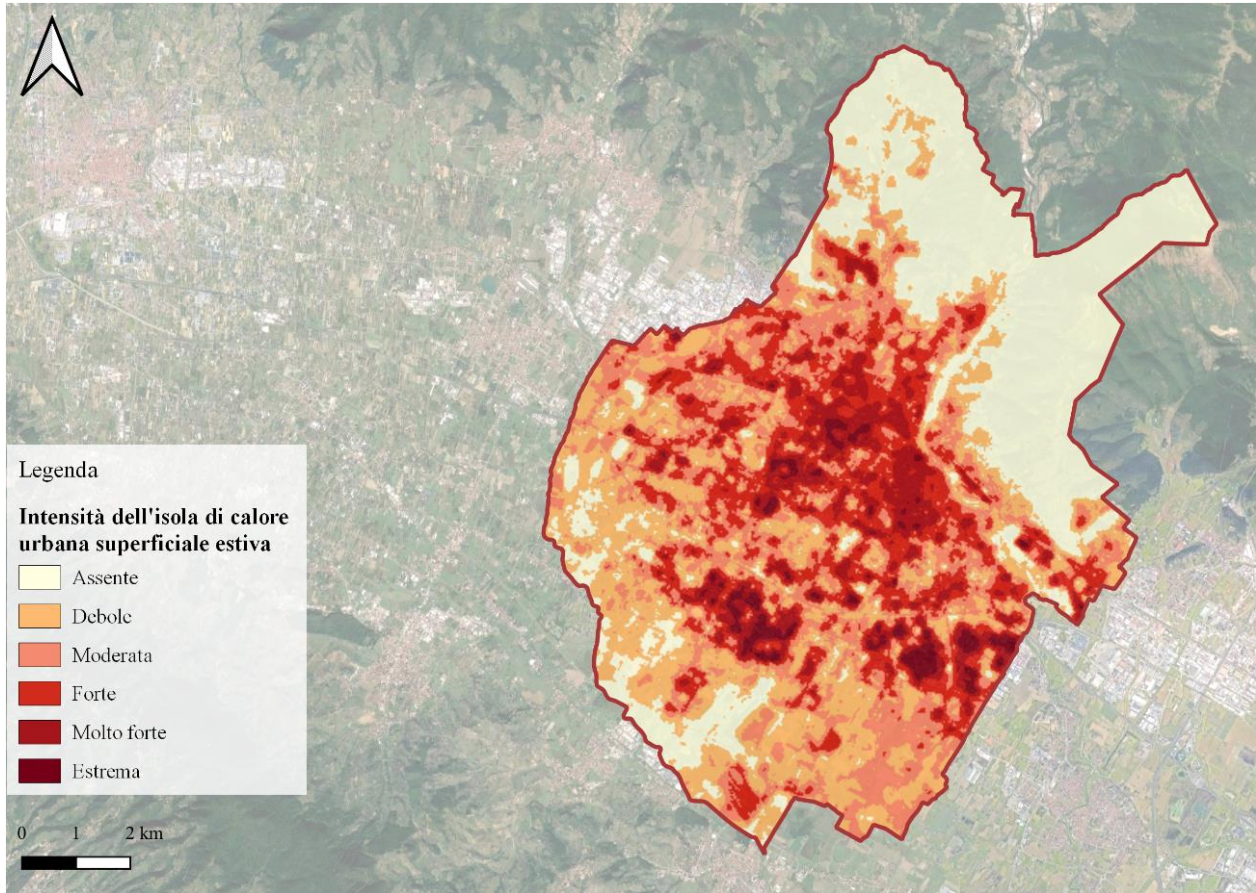 Legenda
Intensità dell'isola di calore
urbana superficiale estiva
Assente
Debole
Moderata
Forte
Molto forte
Estrema
0 1 2 km